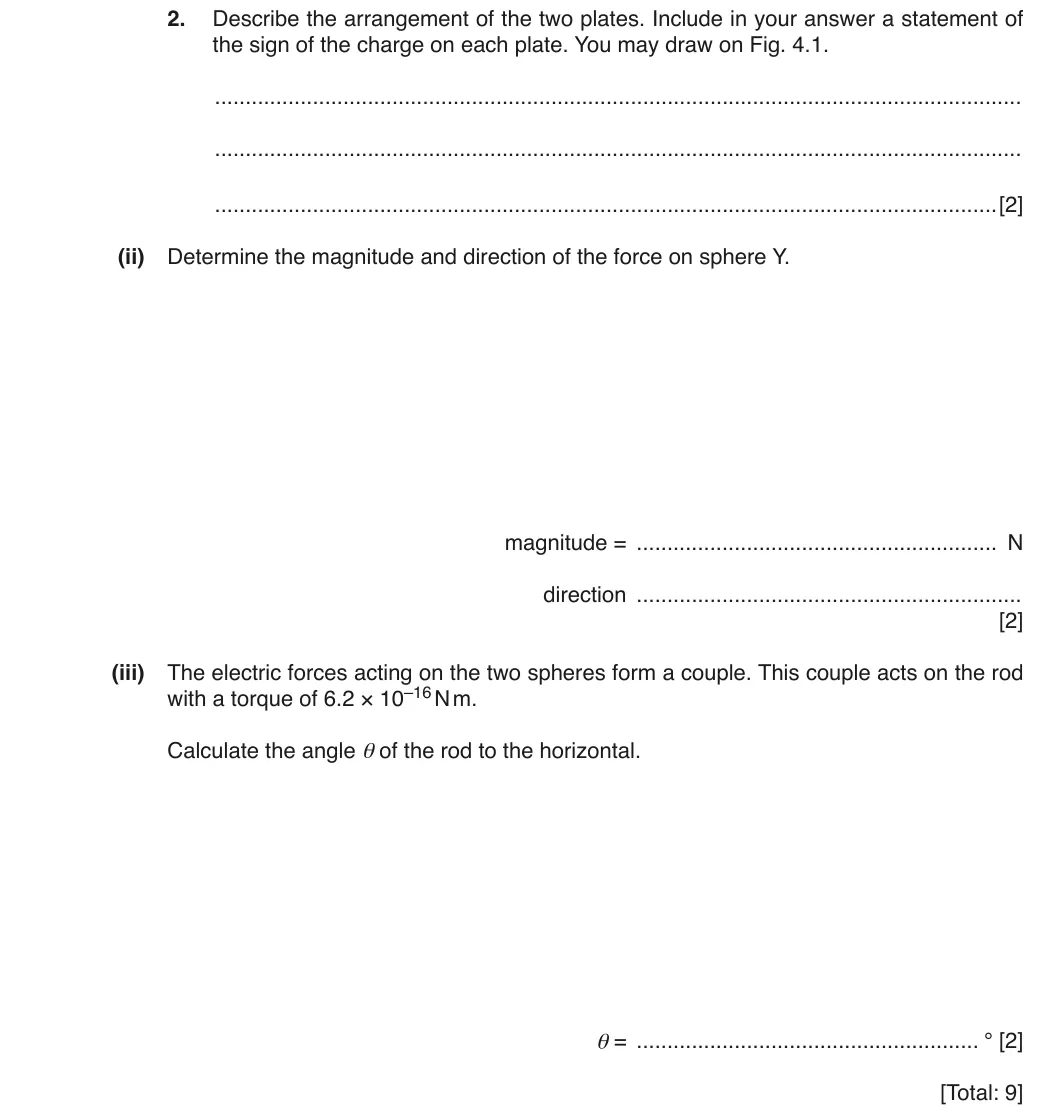 2. Describe the arrangement of the two plates. Include in your answer a statement of
the sign of the charge on each plate. You may draw on Fig. 4.1.
....................................................................................................................................
....................................................................................................................................
................................................................................................................................[2]
(ii) Determine the magnitude and direction of the force on sphere Y.
magnitude = ........................................................... N
direction ...............................................................
[2]
(iii) The electric forces acting on the two spheres form a couple. This couple acts on the rod
with a torque of 6.2 × 10⁻¹⁶ N m.
Calculate the angle θ of the rod to the horizontal.
θ = ........................................................ ° [2]
[Total: 9]